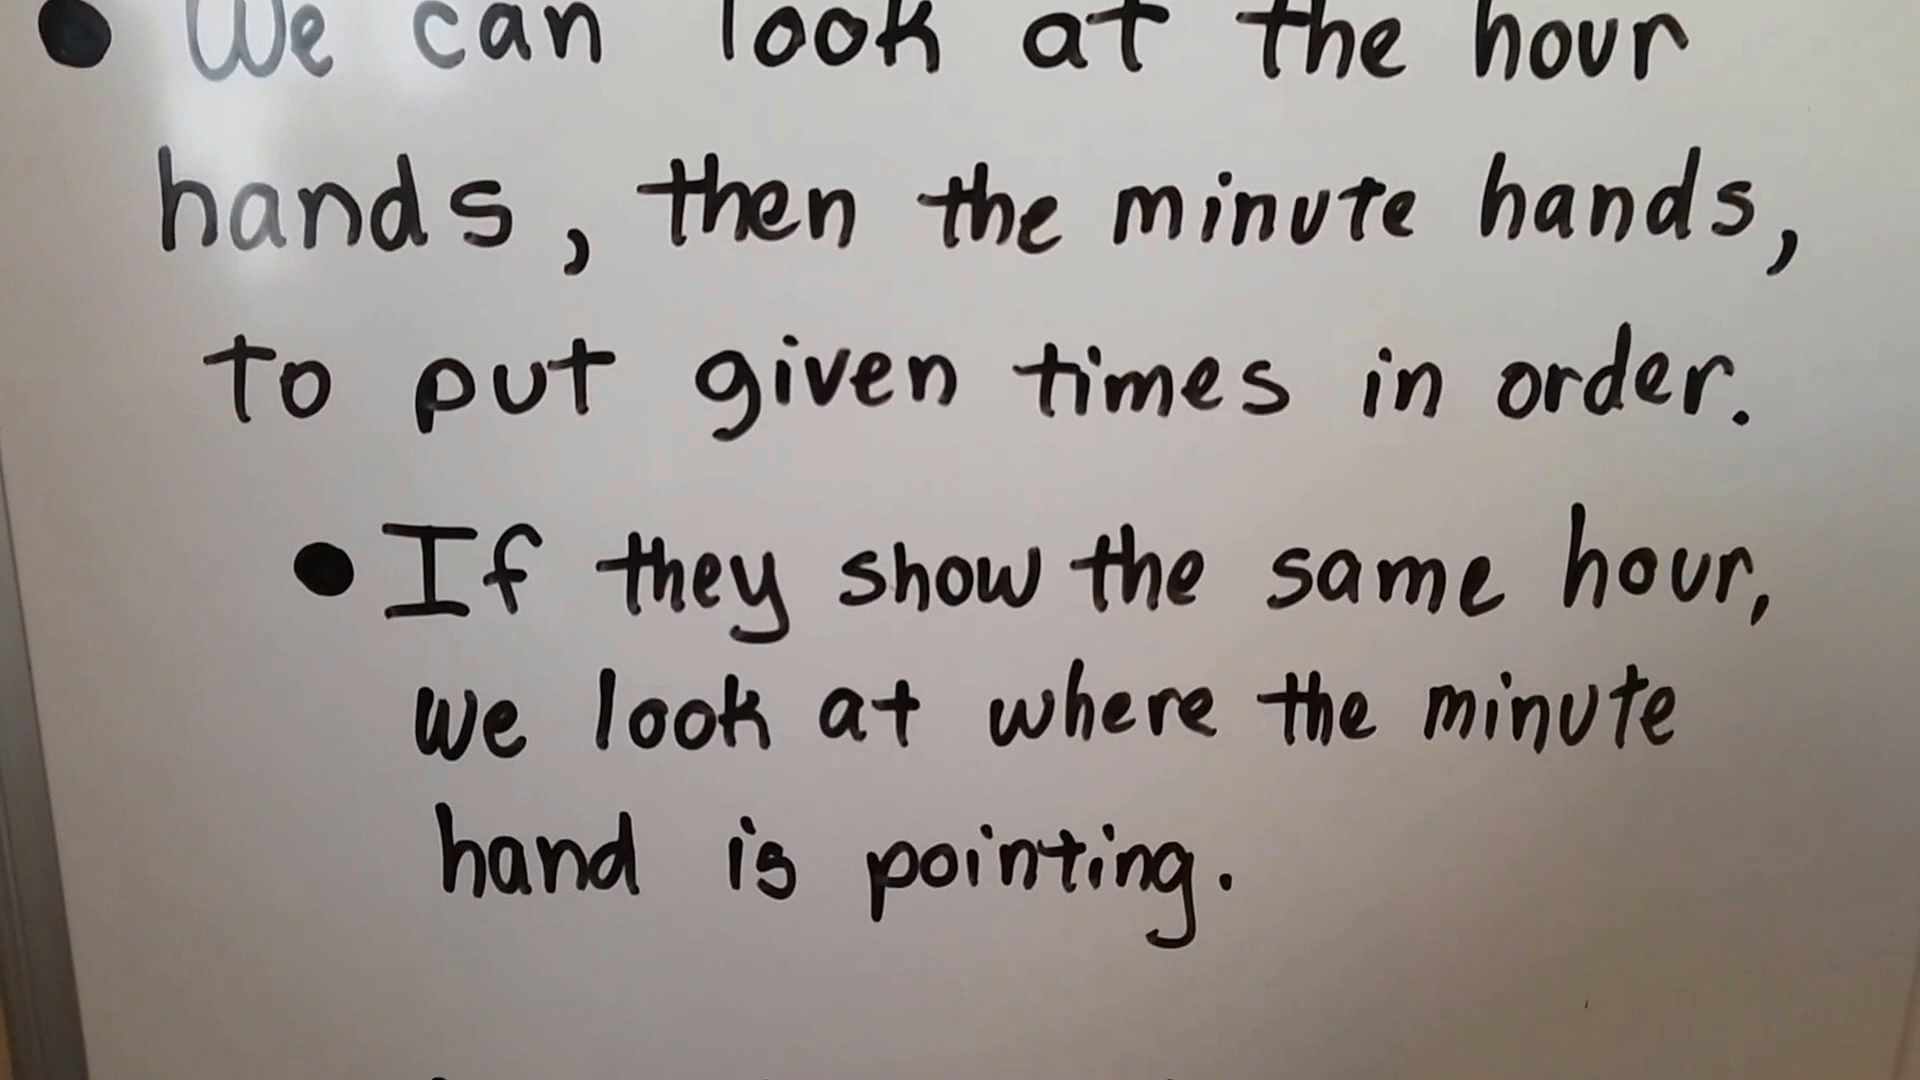 • We can look at the hour
hands, then the minute hands,
to put given times in order.
• If they show the same hour,
we look at where the minute
hand is pointing.